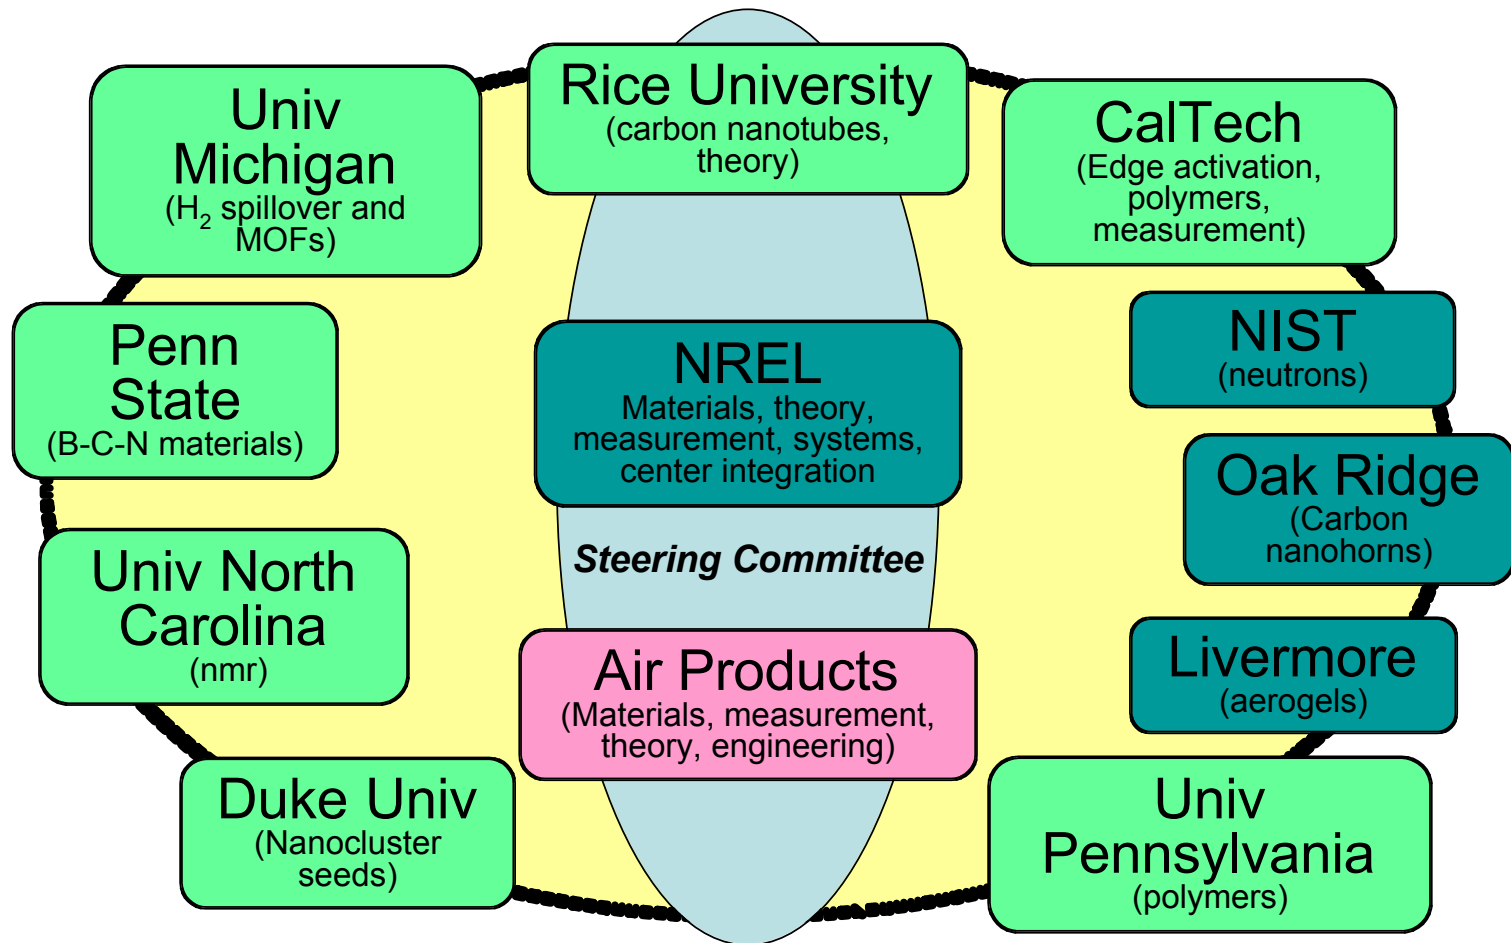 Univ
Michigan
(H₂ spillover and
MOFs)
Rice University
(carbon nanotubes,
theory)
CalTech
(Edge activation,
polymers,
measurement)
Penn
State
(B-C-N materials)
NREL
Materials, theory,
measurement, systems,
center integration
NIST
(neutrons)
Oak Ridge
(Carbon
nanohorns)
Univ North
Carolina
(nmr)
Steering Committee
Livermore
(aerogels)
Air Products
(Materials, measurement,
theory, engineering)
Duke Univ
(Nanocluster
seeds)
Univ
Pennsylvania
(polymers)